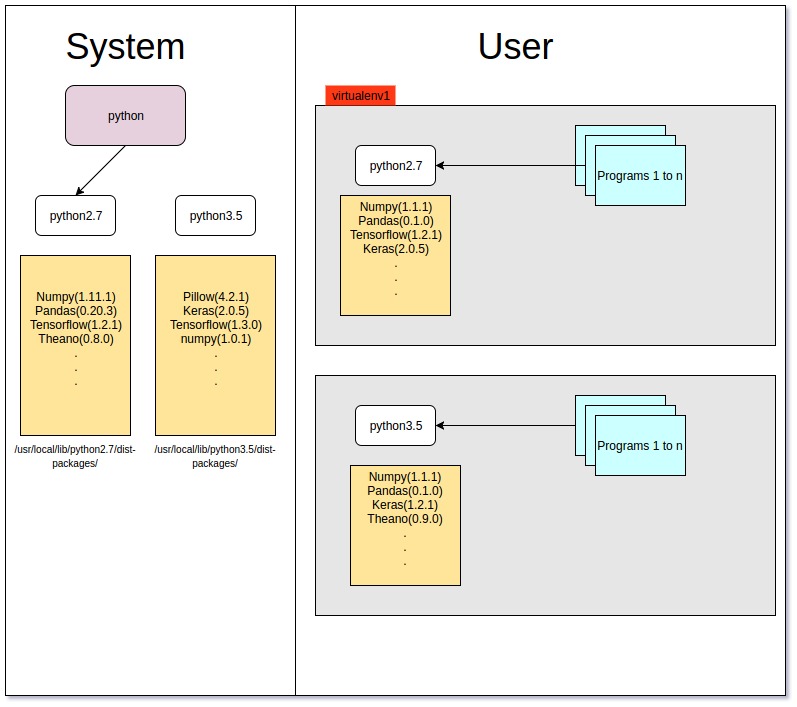 System
python
python2.7
python3.5
Numpy(1.11.1)
Pandas(0.20.3)
Tensorflow(1.2.1)
Theano(0.8.0)
.
.
.
/usr/local/lib/python2.7/dist-
packages/
Pillow(4.2.1)
Keras(2.0.5)
Tensorflow(1.3.0)
numpy(1.0.1)
.
.
.
/usr/local/lib/python3.5/dist-
packages/
User
virtualenv1
python2.7
Programs 1 to n
Numpy(1.1.1)
Pandas(0.1.0)
Tensorflow(1.2.1)
Keras(2.0.5)
.
.
.
python3.5
Programs 1 to n
Numpy(1.1.1)
Pandas(0.1.0)
Keras(1.2.1)
Theano(0.9.0)
.
.
.